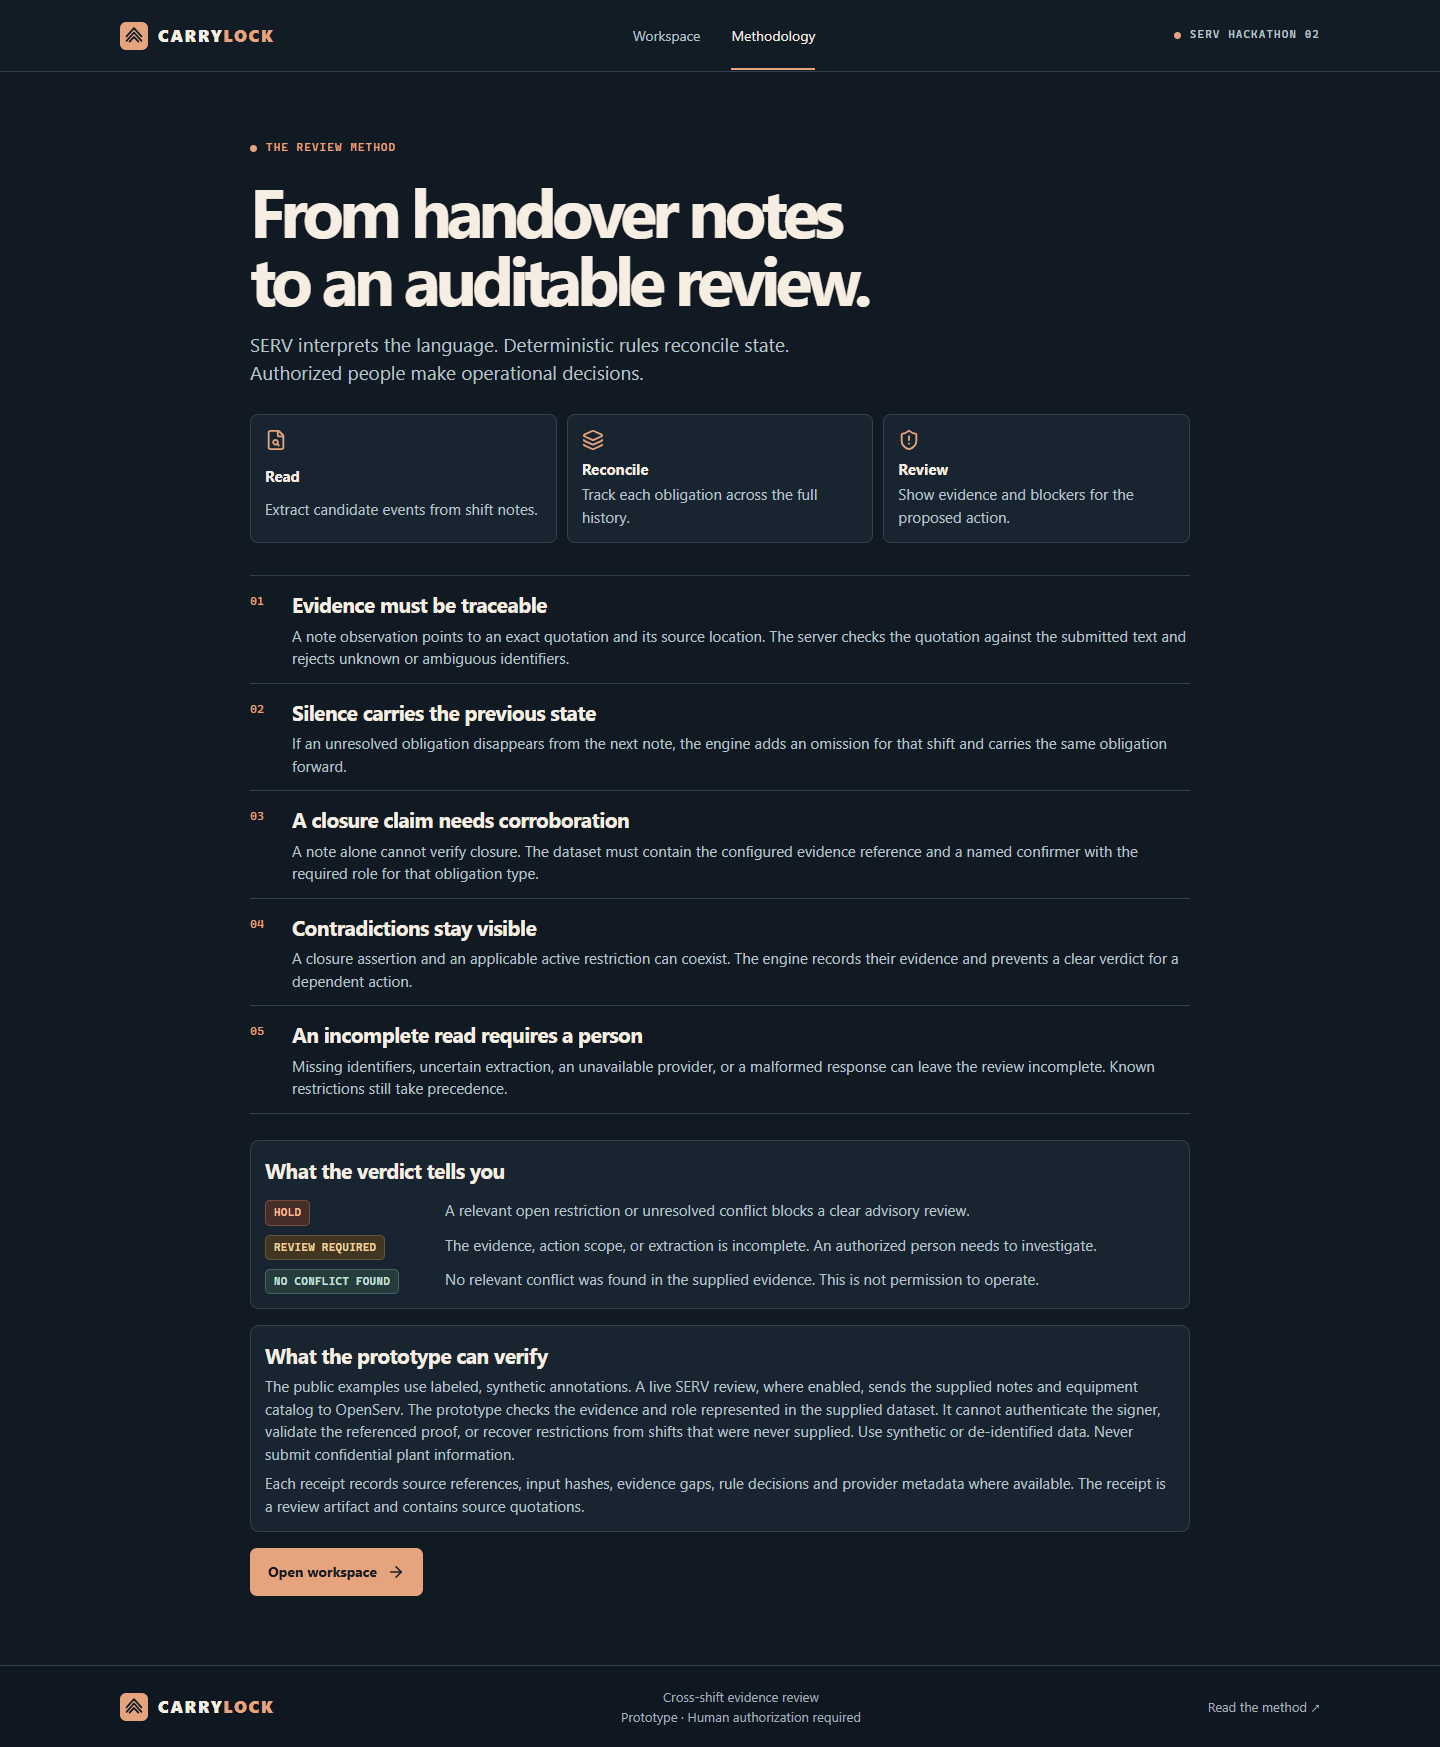 CARRYLOCK
Workspace
Methodology
SERV HACKATHON 02
THE REVIEW METHOD
From handover notes
to an auditable review.
SERV interprets the language. Deterministic rules reconcile state.
Authorized people make operational decisions.
Read
Extract candidate events from shift notes.
Reconcile
Track each obligation across the full
history.
Review
Show evidence and blockers for the
proposed action.
01
Evidence must be traceable
A note observation points to an exact quotation and its source location. The server checks the quotation against the submitted text and
rejects unknown or ambiguous identifiers.
02
Silence carries the previous state
If an unresolved obligation disappears from the next note, the engine adds an omission for that shift and carries the same obligation
forward.
03
A closure claim needs corroboration
A note alone cannot verify closure. The dataset must contain the configured evidence reference and a named confirmer with the
required role for that obligation type.
04
Contradictions stay visible
A closure assertion and an applicable active restriction can coexist. The engine records their evidence and prevents a clear verdict for a
dependent action.
05
An incomplete read requires a person
Missing identifiers, uncertain extraction, an unavailable provider, or a malformed response can leave the review incomplete. Known
restrictions still take precedence.
What the verdict tells you
HOLD
A relevant open restriction or unresolved conflict blocks a clear advisory review.
REVIEW REQUIRED
The evidence, action scope, or extraction is incomplete. An authorized person needs to investigate.
NO CONFLICT FOUND
No relevant conflict was found in the supplied evidence. This is not permission to operate.
What the prototype can verify
The public examples use labeled, synthetic annotations. A live SERV review, where enabled, sends the supplied notes and equipment
catalog to OpenServ. The prototype checks the evidence and role represented in the supplied dataset. It cannot authenticate the signer,
validate the referenced proof, or recover restrictions from shifts that were never supplied. Use synthetic or de-identified data. Never
submit confidential plant information.
Each receipt records source references, input hashes, evidence gaps, rule decisions and provider metadata where available. The receipt is
a review artifact and contains source quotations.
Open workspace →
CARRYLOCK
Cross-shift evidence review
Prototype · Human authorization required
Read the method ↗